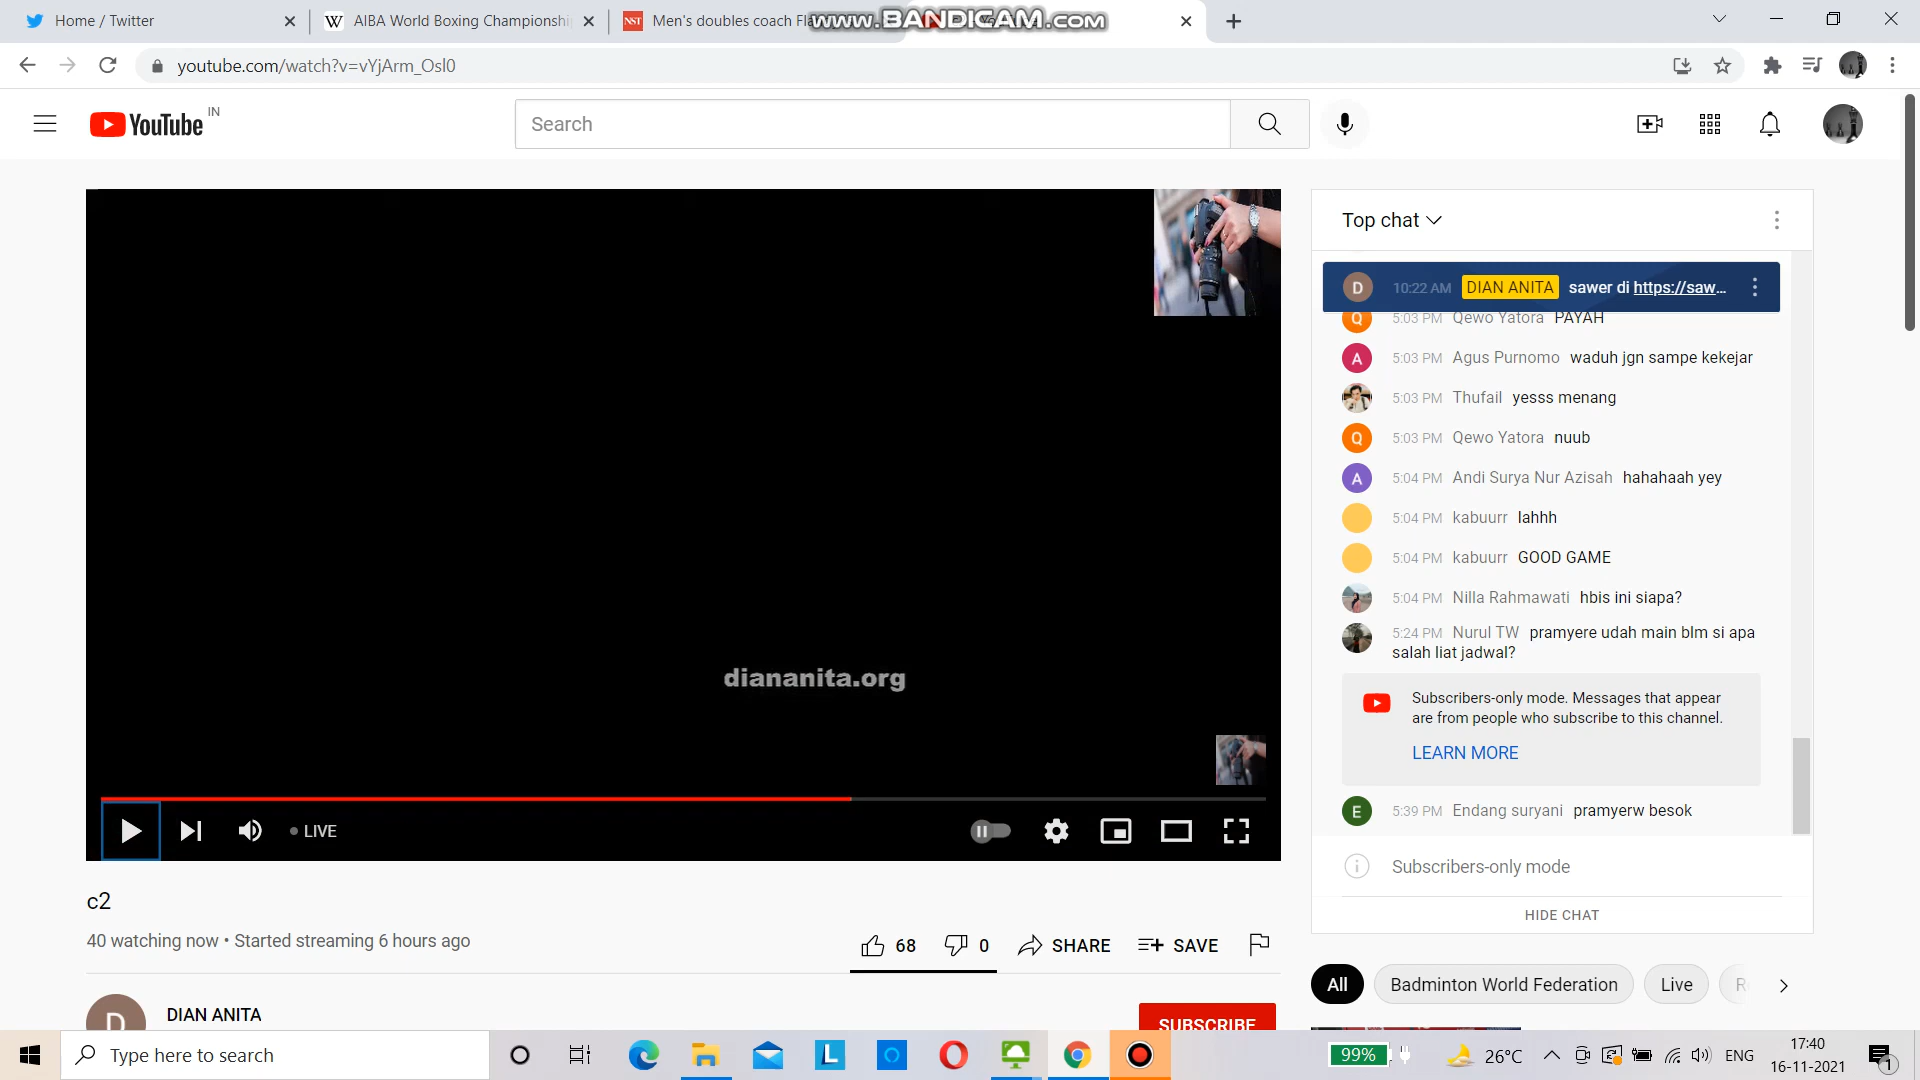 Home / Twitter
AIBA World Boxing Championship
Men's doubles coach Fla
www.BANDICAM.com
youtube.com/watch?v=vYjArm_Osl0
YouTube IN
Search
Top chat
D 10:22 AM DIAN ANITA sawer di https://saw...
Q 5:03 PM Qewo Yatora PAYAH
A 5:03 PM Agus Purnomo waduh jgn sampe kekejar
5:03 PM Thufail yesss menang
Q 5:03 PM Qewo Yatora nuub
A 5:04 PM Andi Surya Nur Azisah hahahaah yey
5:04 PM kabuurr lahhh
5:04 PM kabuurr GOOD GAME
5:04 PM Nilla Rahmawati hbis ini siapa?
5:24 PM Nurul TW pramyere udah main blm si apa
salah liat jadwal?
Subscribers-only mode. Messages that appear
are from people who subscribe to this channel.
LEARN MORE
E 5:39 PM Endang suryani pramyerw besok
Subscribers-only mode
HIDE CHAT
diananita.org
LIVE
c2
40 watching now • Started streaming 6 hours ago
68 0 SHARE SAVE
D DIAN ANITA
SUBSCRIBE
All Badminton World Federation Live
Type here to search
99% 26°C ENG
17:40
16-11-2021
1